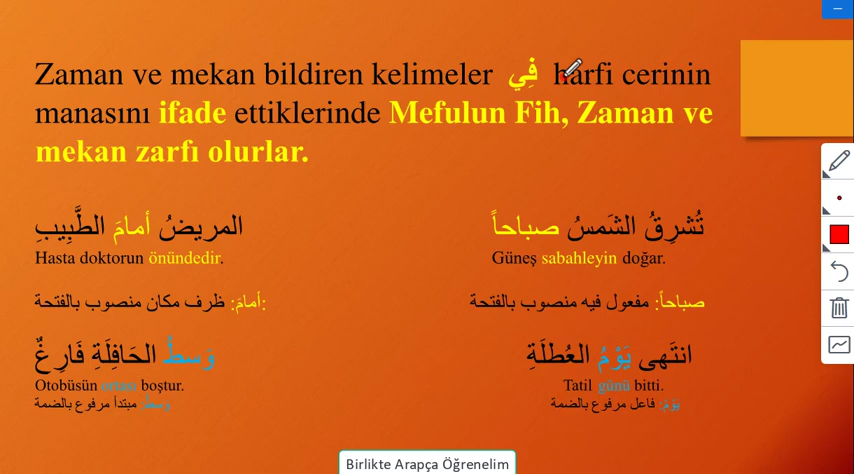 Zaman ve mekan bildiren kelimeler فِي harfi cerinin
manasını ifade ettiklerinde Mefulun Fih, Zaman ve
mekan zarfı olurlar.
المريضُ أمامَ الطَّبِيبِ
Hasta doktorun önündedir.
:أمامَ: ظرف مكان منصوب بالفتحة
وَسطُ الحَافِلَةِ فَارِغٌ
Otobüsün ortası boştur.
وَسطُ: مبتدأ مرفوع بالضمة
تُشرِقُ الشَمسُ صباحاً
Güneş sabahleyin doğar.
صباحاً: مفعول فيه منصوب بالفتحة
انتَهى يَوْمُ العُطلَةِ
Tatil günü bitti.
يَوْمَ: فاعل مرفوع بالضمة
Birlikte Arapça Öğrenelim